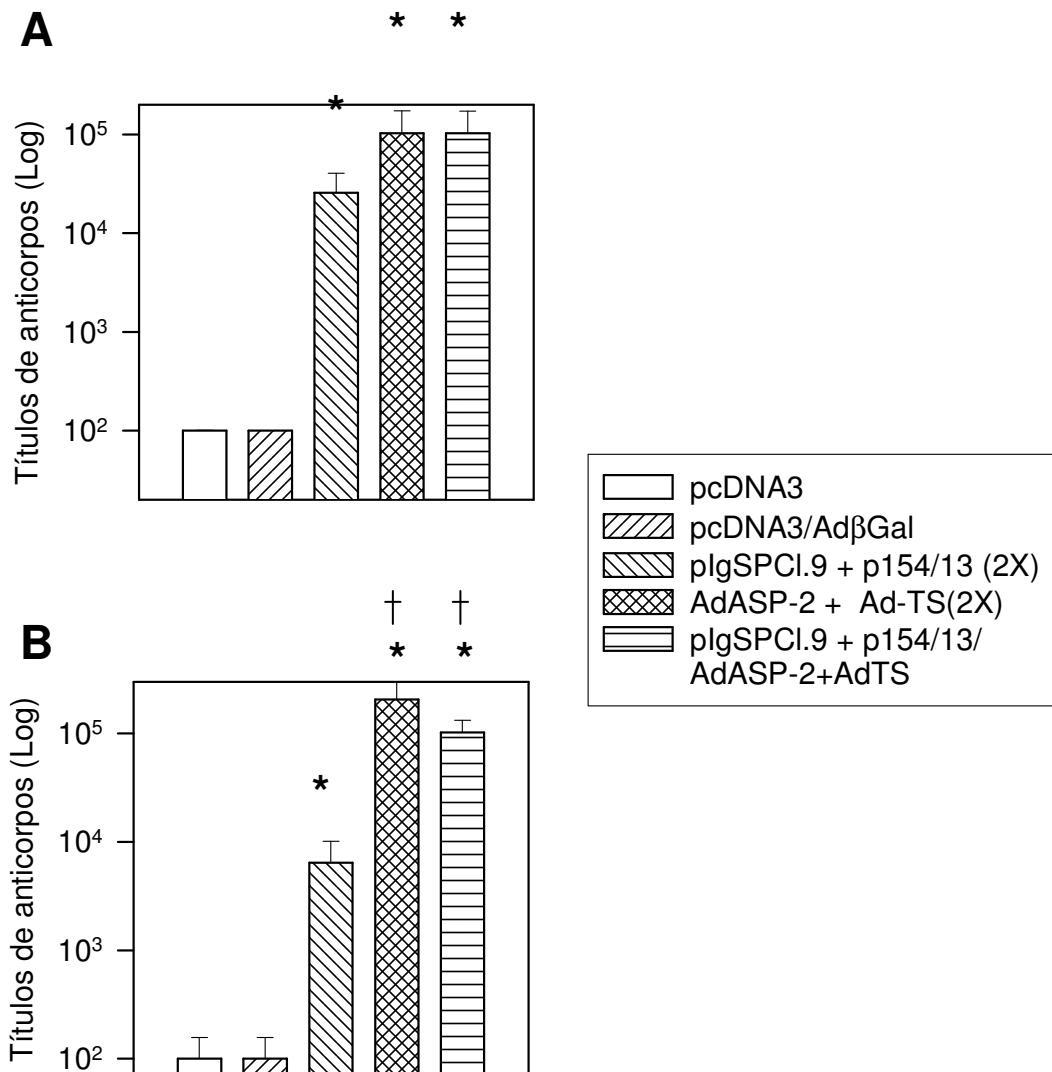 A
* *
*
Títulos de anticorpos (Log)
10⁵
10⁴
10³
10²
pcDNA3
pcDNA3/AdβGal
pIgSPCl.9 + p154/13 (2X)
AdASP-2 + Ad-TS(2X)
pIgSPCl.9 + p154/13/
AdASP-2+AdTS
† †
B
* *
*
Títulos de anticorpos (Log)
10⁵
10⁴
10³
10²